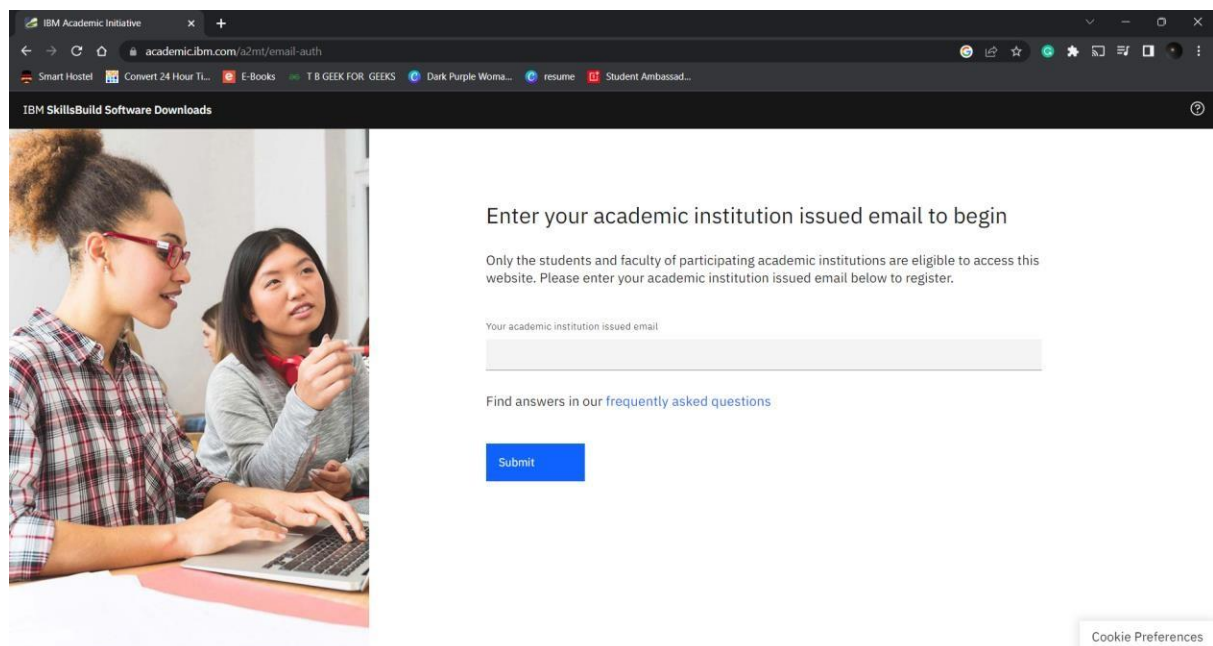 IBM Academic Initiative
academic.ibm.com/a2mt/email-auth
Smart Hostel Convert 24 Hour Ti... E-Books T B GEEK FOR GEEKS Dark Purple Woma... resume Student Ambassad...
IBM SkillsBuild Software Downloads
Enter your academic institution issued email to begin
Only the students and faculty of participating academic institutions are eligible to access this
website. Please enter your academic institution issued email below to register.
Your academic institution issued email
Find answers in our frequently asked questions
Submit
Cookie Preferences